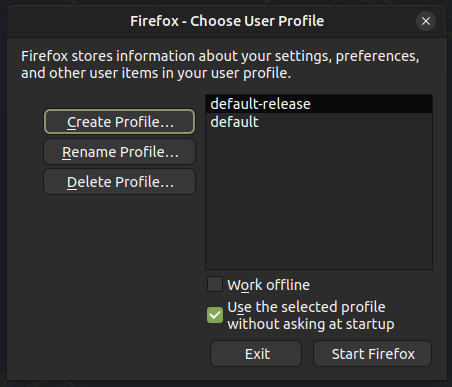 Firefox - Choose User Profile
Firefox stores information about your settings, preferences,
and other user items in your user profile.
Create Profile...
Rename Profile...
Delete Profile...
default-release
default
Work offline
Use the selected profile
without asking at startup
Exit
Start Firefox